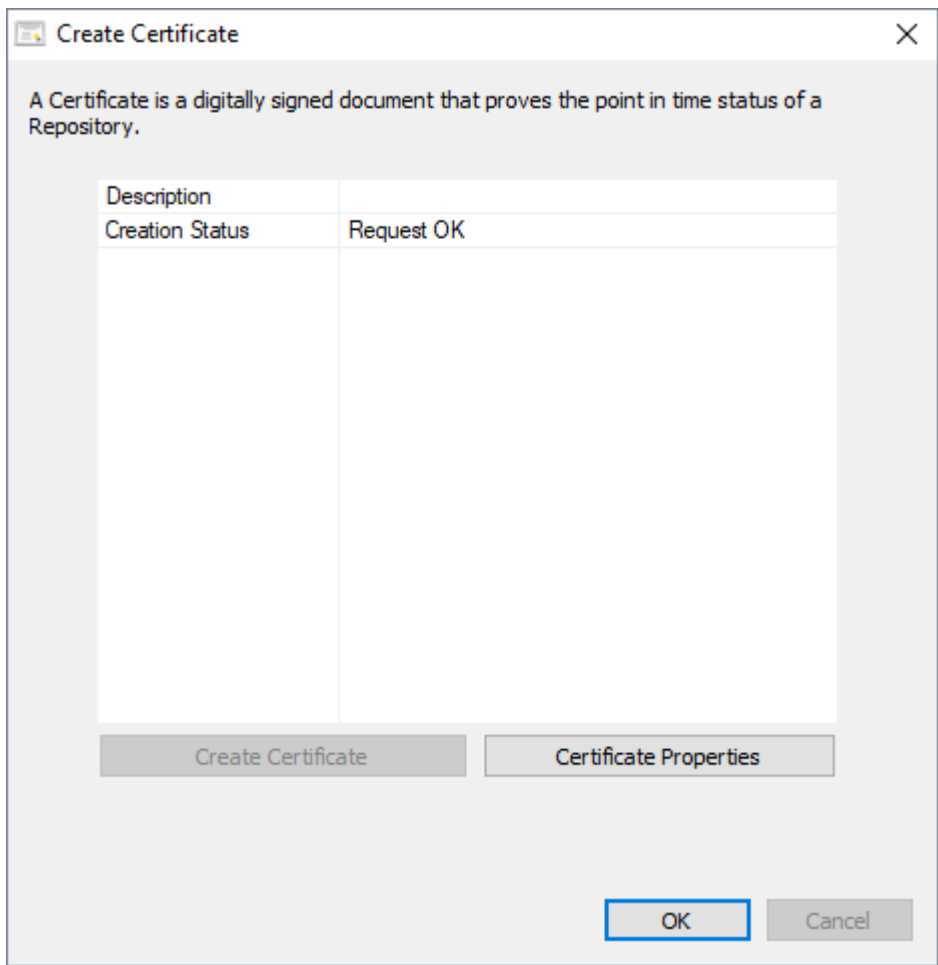 Create Certificate
A Certificate is a digitally signed document that proves the point in time status of a
Repository.
Description
Creation Status Request OK
Create Certificate Certificate Properties
OK Cancel